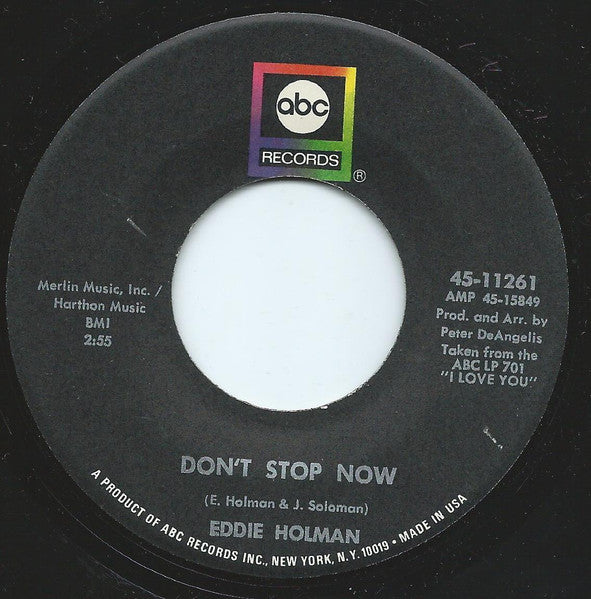 abc
RECORDS
®
Merlin Music, Inc. /
Harthon Music
BMI
2:55
45-11261
AMP 45-15849
Prod. and Arr. by
Peter DeAngelis
Taken from the
ABC LP 701
"I LOVE YOU"
DON'T STOP NOW
(E. Holman & J. Soloman)
EDDIE HOLMAN
A PRODUCT OF ABC RECORDS INC., NEW YORK, N.Y. 10019 • MADE IN USA